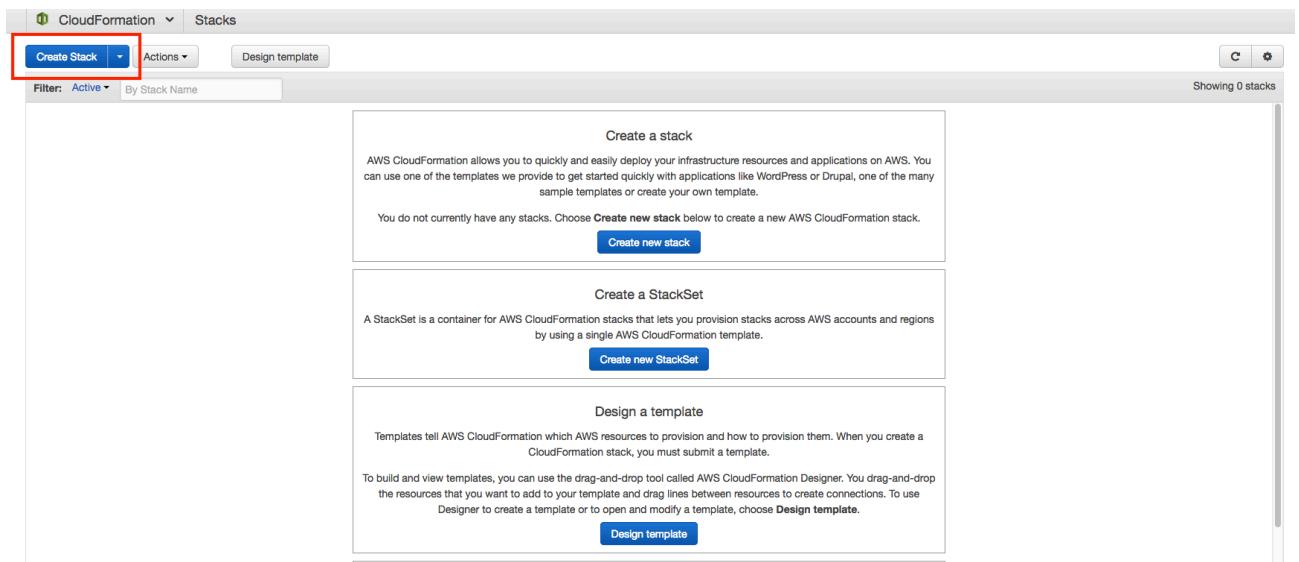 CloudFormation Stacks
Create Stack Actions Design template
Filter: Active By Stack Name Showing 0 stacks
Create a stack
AWS CloudFormation allows you to quickly and easily deploy your infrastructure resources and applications on AWS. You
can use one of the templates we provide to get started quickly with applications like WordPress or Drupal, one of the many
sample templates or create your own template.
You do not currently have any stacks. Choose Create new stack below to create a new AWS CloudFormation stack.
Create new stack
Create a StackSet
A StackSet is a container for AWS CloudFormation stacks that lets you provision stacks across AWS accounts and regions
by using a single AWS CloudFormation template.
Create new StackSet
Design a template
Templates tell AWS CloudFormation which AWS resources to provision and how to provision them. When you create a
CloudFormation stack, you must submit a template.
To build and view templates, you can use the drag-and-drop tool called AWS CloudFormation Designer. You drag-and-drop
the resources that you want to add to your template and drag lines between resources to create connections. To use
Designer to create a template or to open and modify a template, choose Design template.
Design template